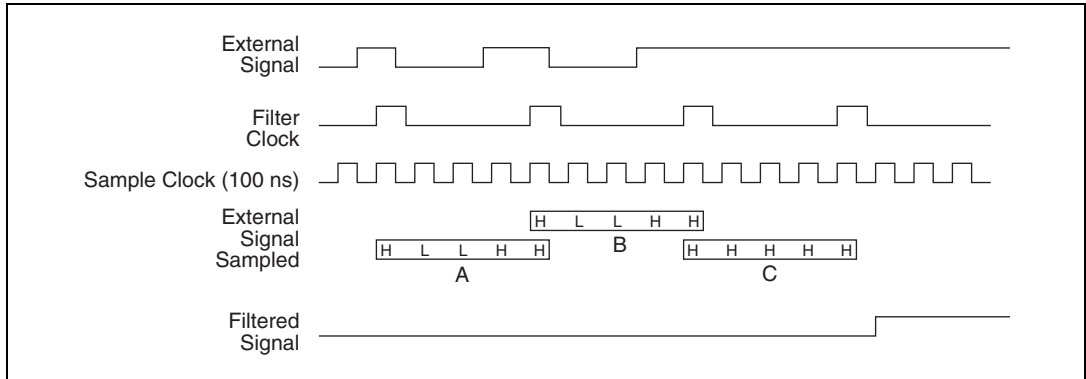 External
Signal
Filter
Clock
Sample Clock (100 ns)
External
Signal
Sampled
H L L H H
B
H L L H H
A
H H H H H
C
Filtered
Signal